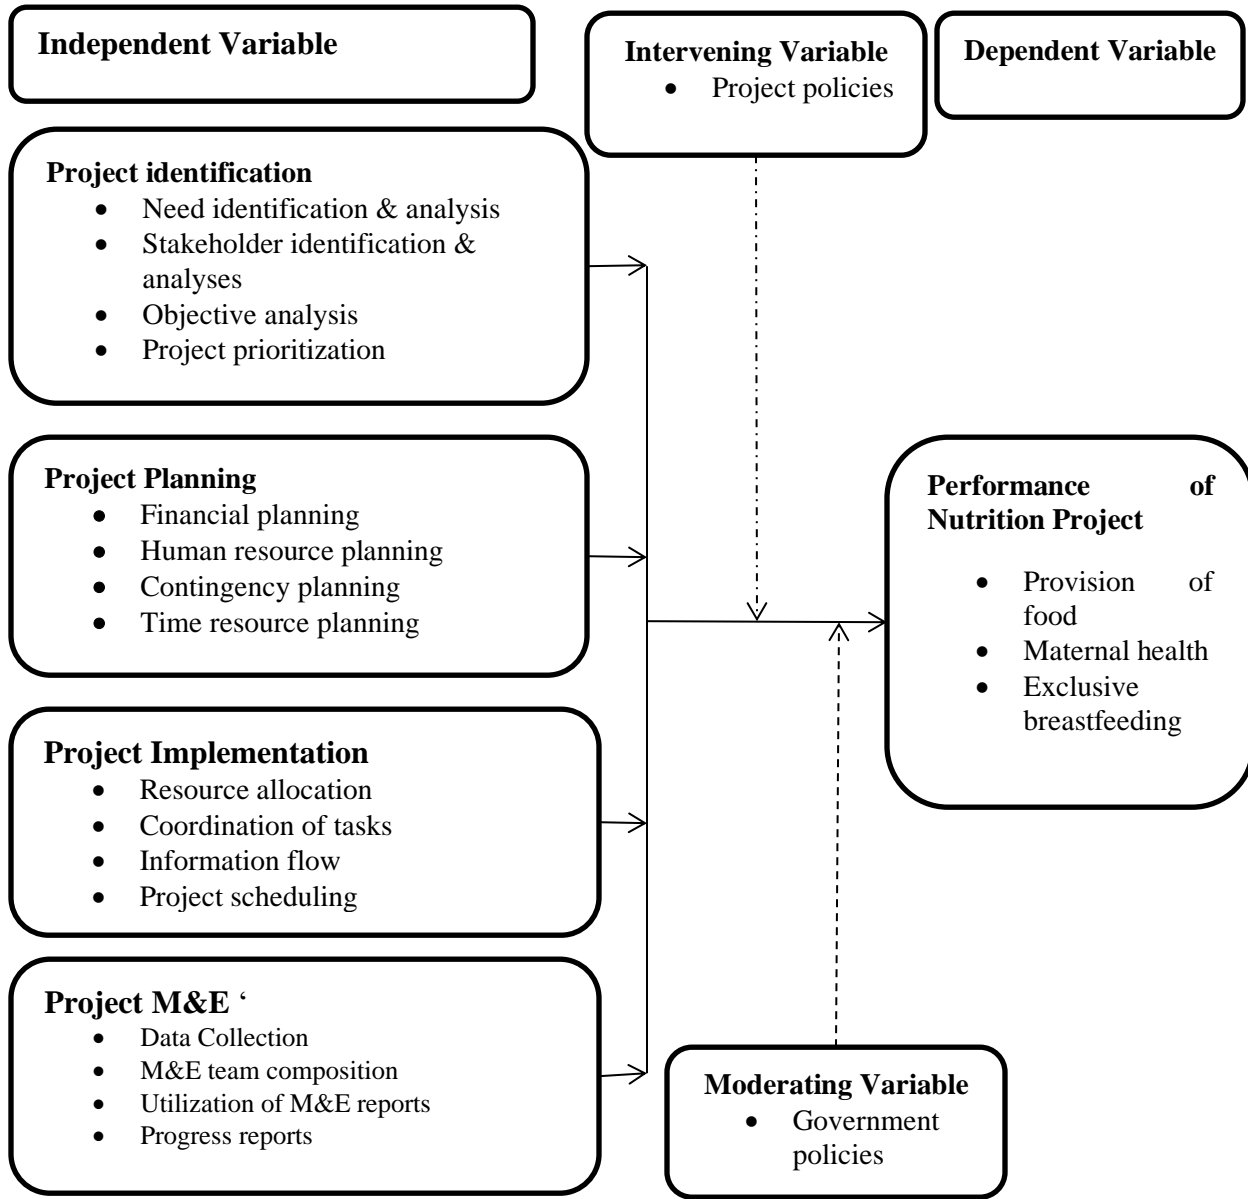 Independent Variable
Intervening Variable
• Project policies
Dependent Variable
Project identification
• Need identification & analysis
• Stakeholder identification &
analyses
• Objective analysis
• Project prioritization
Project Planning
• Financial planning
• Human resource planning
• Contingency planning
• Time resource planning
Performance of
Nutrition Project
• Provision of
food
• Maternal health
• Exclusive
breastfeeding
Project Implementation
• Resource allocation
• Coordination of tasks
• Information flow
• Project scheduling
Project M&E ‘
• Data Collection
• M&E team composition
• Utilization of M&E reports
• Progress reports
Moderating Variable
• Government
policies